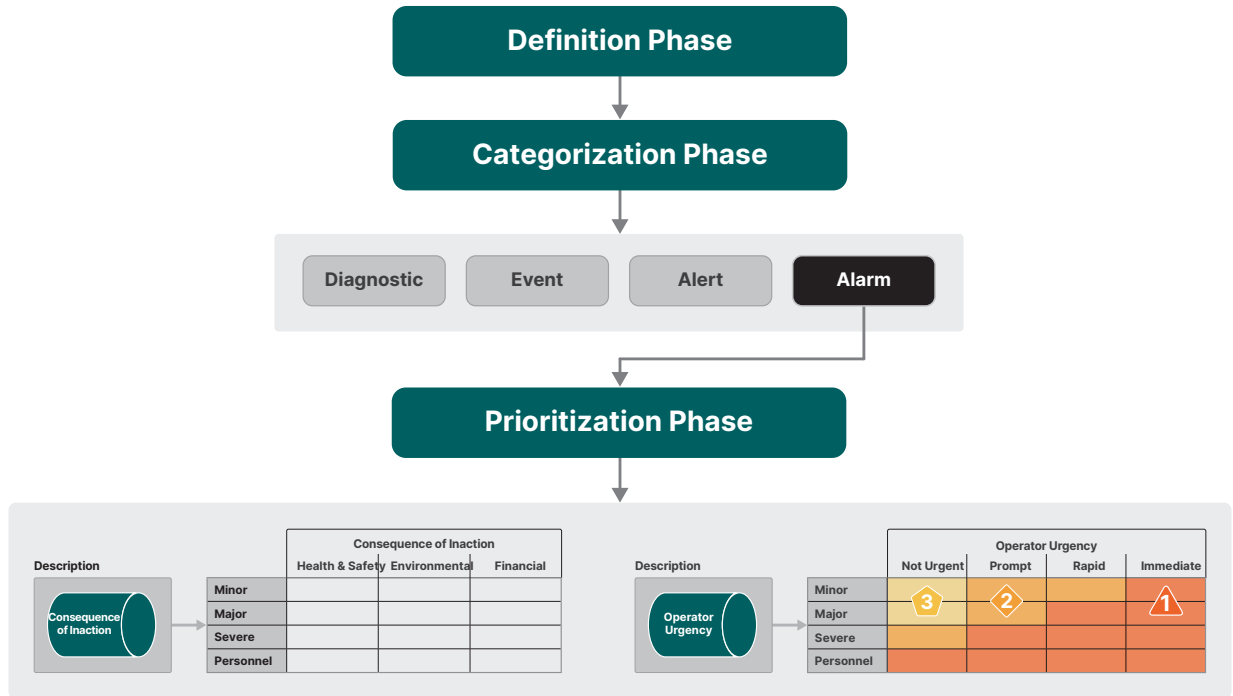 Definition Phase
Categorization Phase
Diagnostic
Event
Alert
Alarm
Prioritization Phase
Description
Consequence
of Inaction
Consequence of Inaction
Health & Safety
Environmental
Financial
Minor
Major
Severe
Personnel
Description
Operator
Urgency
Operator Urgency
Not Urgent
Prompt
Rapid
Immediate
Minor
Major
Severe
Personnel
3
2
1